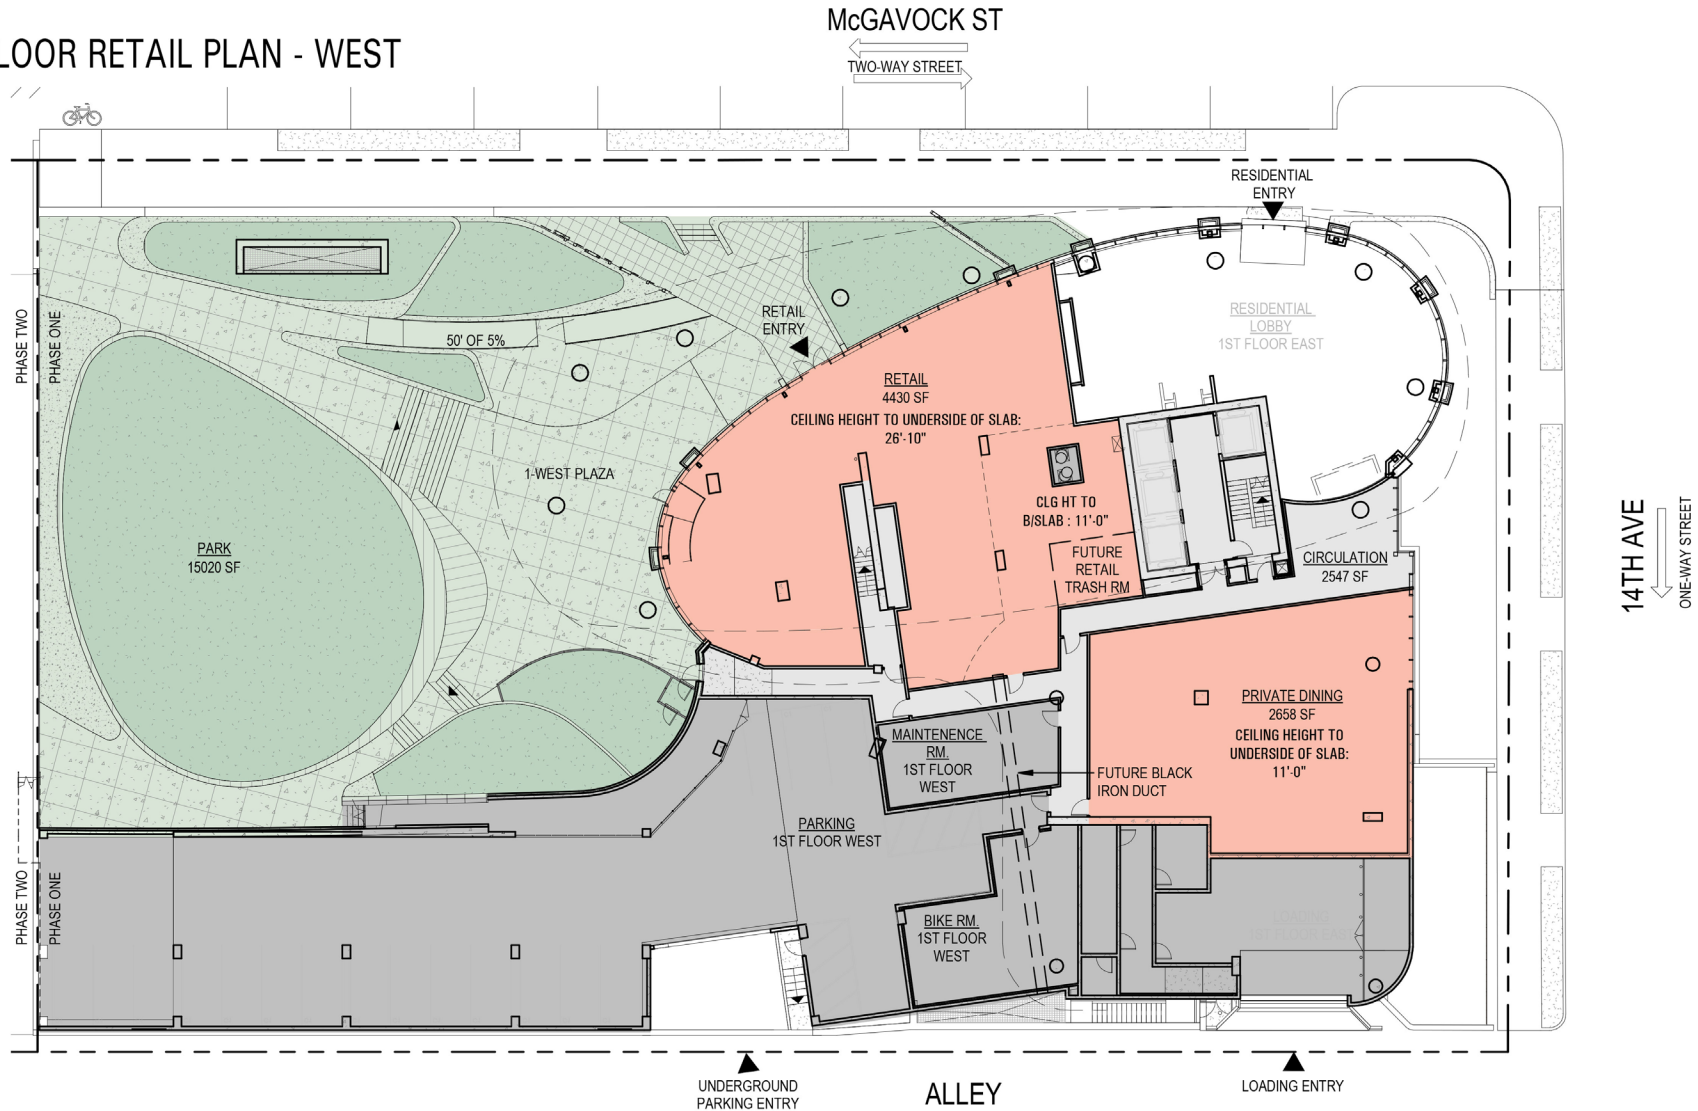 McGAVOCK ST
LOOR RETAIL PLAN - WEST
TWO-WAY STREET
RESIDENTIAL
ENTRY
PHASE TWO
PHASE ONE
50' OF 5%
RETAIL
ENTRY
RESIDENTIAL
LOBBY
1ST FLOOR EAST
RETAIL
4430 SF
CEILING HEIGHT TO UNDERSIDE OF SLAB:
26'-10"
1-WEST PLAZA
CLG HT TO
B/SLAB : 11'-0"
14TH AVE
ONE-WAY STREET
PARK
15020 SF
FUTURE
RETAIL
TRASH RM
CIRCULATION
2547 SF
PRIVATE DINING
2658 SF
CEILING HEIGHT TO
UNDERSIDE OF SLAB:
11'-0"
MAINTENENCE
RM.
1ST FLOOR
WEST
FUTURE BLACK
IRON DUCT
PARKING
1ST FLOOR WEST
PHASE TWO
PHASE ONE
BIKE RM.
1ST FLOOR
WEST
LOADING
1ST FLOOR EAST
UNDERGROUND
PARKING ENTRY
ALLEY
LOADING ENTRY